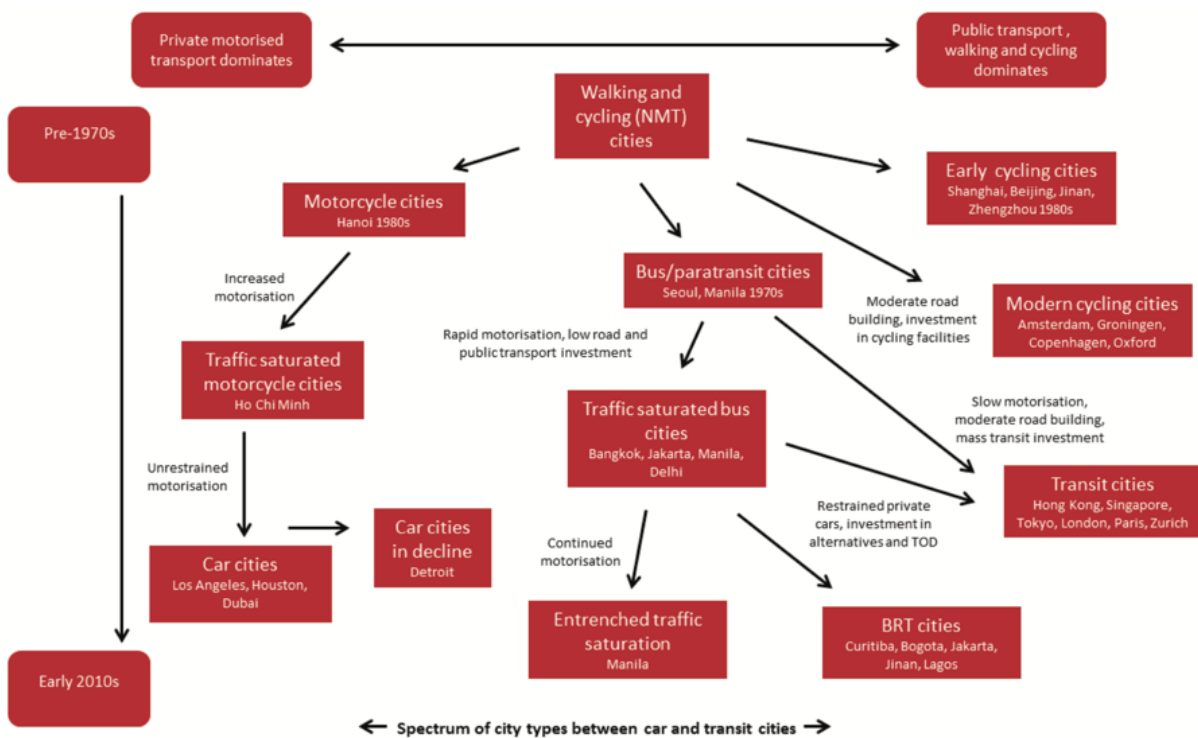 Private motorised
transport dominates
Public transport ,
walking and cycling
dominates
Pre-1970s
Walking and
cycling (NMT)
cities
Early cycling cities
Shanghai, Beijing, Jinan,
Zhengzhou 1980s
Motorcycle cities
Hanoi 1980s
Increased
motorisation
Bus/paratransit cities
Seoul, Manila 1970s
Moderate road
building, investment
in cycling facilities
Modern cycling cities
Amsterdam, Groningen,
Copenhagen, Oxford
Rapid motorisation, low road and
public transport investment
Traffic saturated
motorcycle cities
Ho Chi Minh
Traffic saturated bus
cities
Bangkok, Jakarta, Manila,
Delhi
Slow motorisation,
moderate road building,
mass transit investment
Unrestrained
motorisation
Transit cities
Hong Kong, Singapore,
Tokyo, London, Paris, Zurich
Car cities
in decline
Detroit
Continued
motorisation
Restrained private
cars, investment in
alternatives and TOD
Car cities
Los Angeles, Houston,
Dubai
Entrenched traffic
saturation
Manila
BRT cities
Curitiba, Bogota, Jakarta,
Jinan, Lagos
Early 2010s
Spectrum of city types between car and transit cities